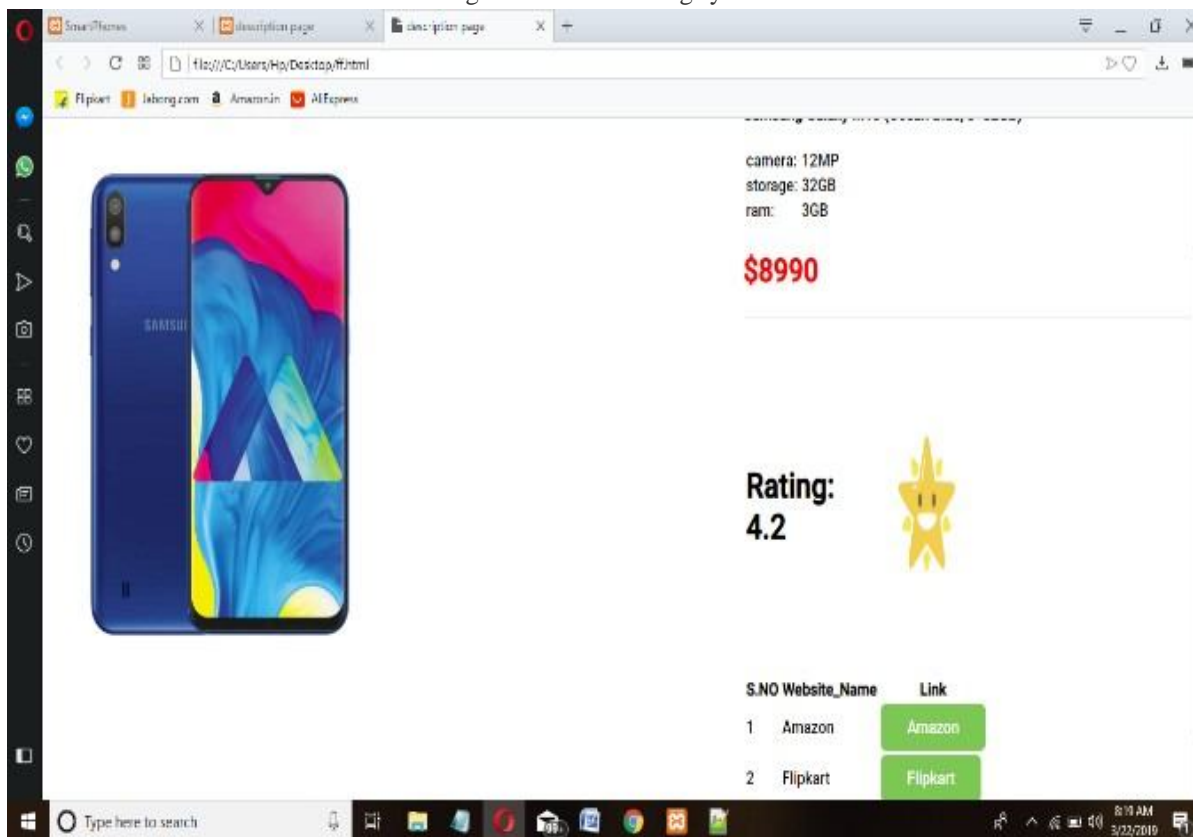 SmartPhones
description page
description page
file:///C:/Users/Hp/Desktop/ff.html
Flipkart
Jabong.com
Amazon.in
AliExpress
camera: 12MP
storage: 32GB
ram: 3GB
$8990
SAMSU
Rating:
4.2
S.NO Website_Name Link
1 Amazon Amazon
2 Flipkart Flipkart
Type here to search
8:19 AM
3/22/2019